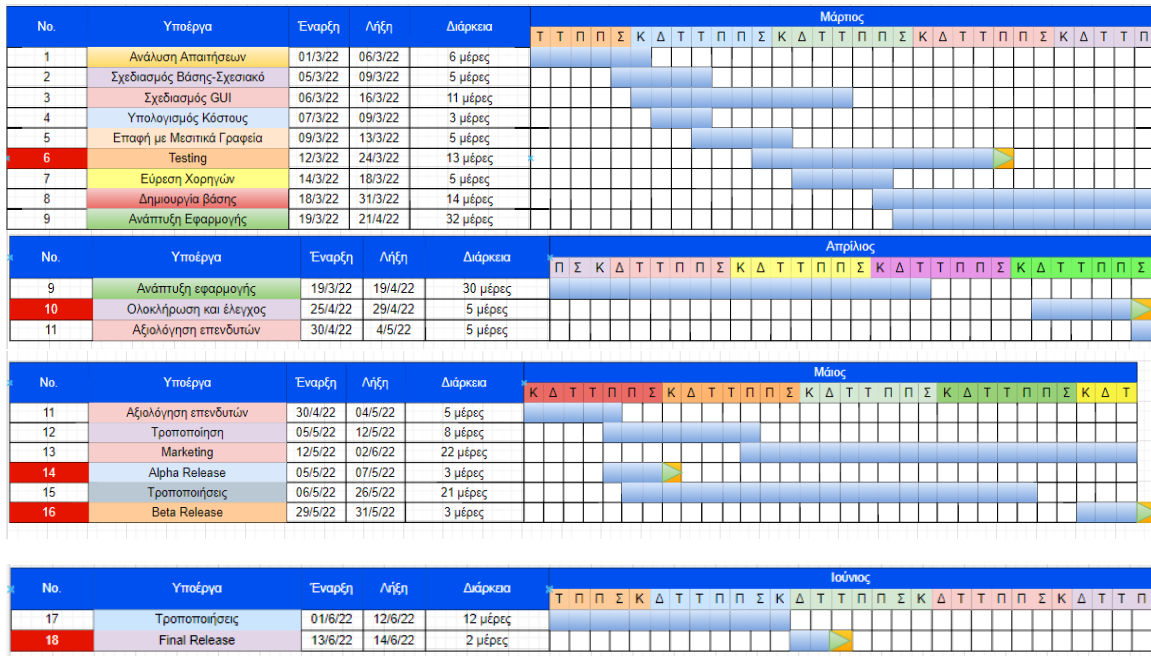 No. Υποέργα Έναρξη Λήξη Διάρκεια Μάρτιος
Τ Τ Π Π Σ Κ Δ Τ Τ Π Π Σ Κ Δ Τ Τ Π Π Σ Κ Δ Τ Τ Π Π Σ Κ Δ Τ Τ Π
1 Ανάλυση Απαιτήσεων 01/3/22 06/3/22 6 μέρες
2 Σχεδιασμός Βάσης-Σχεσιακό 05/3/22 09/3/22 5 μέρες
3 Σχεδιασμός GUI 06/3/22 16/3/22 11 μέρες
4 Υπολογισμός Κόστους 07/3/22 09/3/22 3 μέρες
5 Επαφή με Μεσιτικά Γραφεία 09/3/22 13/3/22 5 μέρες
6 Testing 12/3/22 24/3/22 13 μέρες
7 Εύρεση Χορηγών 14/3/22 18/3/22 5 μέρες
8 Δημιουργία βάσης 18/3/22 31/3/22 14 μέρες
9 Ανάπτυξη Εφαρμογής 19/3/22 21/4/22 32 μέρες
No. Υποέργα Έναρξη Λήξη Διάρκεια Απρίλιος
Π Σ Κ Δ Τ Τ Π Π Σ Κ Δ Τ Τ Π Π Σ Κ Δ Τ Τ Π Π Σ Κ Δ Τ Τ Π Π Σ
9 Ανάπτυξη εφαρμογής 19/3/22 19/4/22 30 μέρες
10 Ολοκλήρωση και έλεγχος 25/4/22 29/4/22 5 μέρες
11 Αξιολόγηση επενδυτών 30/4/22 4/5/22 5 μέρες
No. Υποέργα Έναρξη Λήξη Διάρκεια Μάιος
Κ Δ Τ Τ Π Π Σ Κ Δ Τ Τ Π Π Σ Κ Δ Τ Τ Π Π Σ Κ Δ Τ Τ Π Π Σ Κ Δ Τ
11 Αξιολόγηση επενδυτών 30/4/22 04/5/22 5 μέρες
12 Τροποποίηση 05/5/22 12/5/22 8 μέρες
13 Marketing 12/5/22 02/6/22 22 μέρες
14 Alpha Release 05/5/22 07/5/22 3 μέρες
15 Τροποποιήσεις 06/5/22 26/5/22 21 μέρες
16 Beta Release 29/5/22 31/5/22 3 μέρες
No. Υποέργα Έναρξη Λήξη Διάρκεια Ιούνιος
Τ Π Π Σ Κ Δ Τ Τ Π Π Σ Κ Δ Τ Τ Π Π Σ Κ Δ Τ Τ Π Π Σ Κ Δ Τ Τ Π
17 Τροποποιήσεις 01/6/22 12/6/22 12 μέρες
18 Final Release 13/6/22 14/6/22 2 μέρες